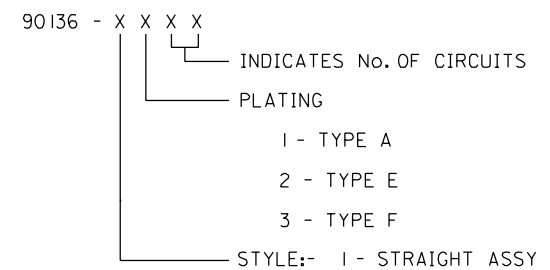 90136 - X X X X
INDICATES No. OF CIRCUITS
PLATING
1 - TYPE A
2 - TYPE E
3 - TYPE F
STYLE:- 1 - STRAIGHT ASSY